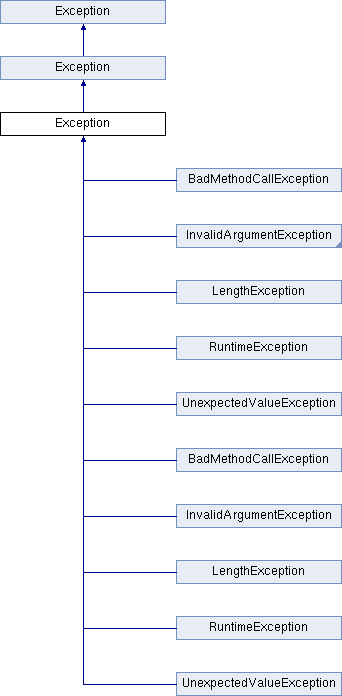 Exception
Exception
Exception
BadMethodCallException
InvalidArgumentException
LengthException
RuntimeException
UnexpectedValueException
BadMethodCallException
InvalidArgumentException
LengthException
RuntimeException
UnexpectedValueException